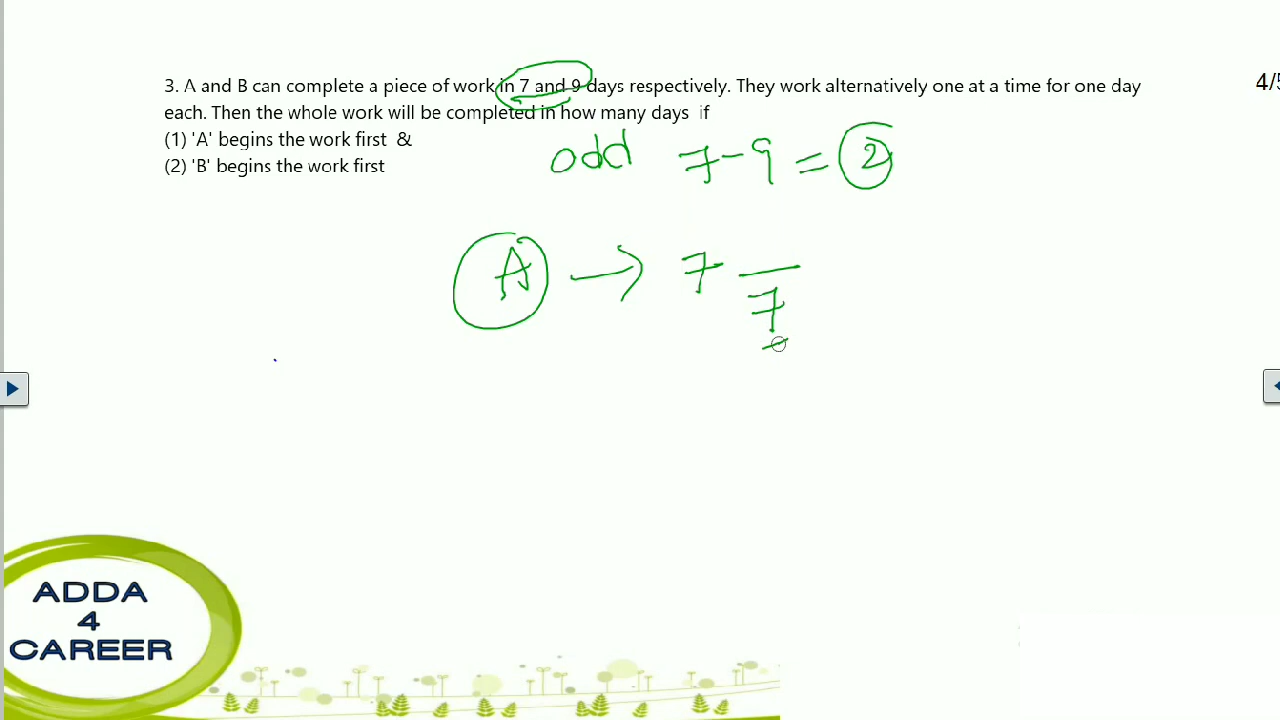 3. A and B can complete a piece of work in 7 and 9 days respectively. They work alternatively one at a time for one day
each. Then the whole work will be completed in how many days if
(1) 'A' begins the work first &
(2) 'B' begins the work first
4/5
odd 7-9=2
A → 7 —
7
ADDA
4
CAREER